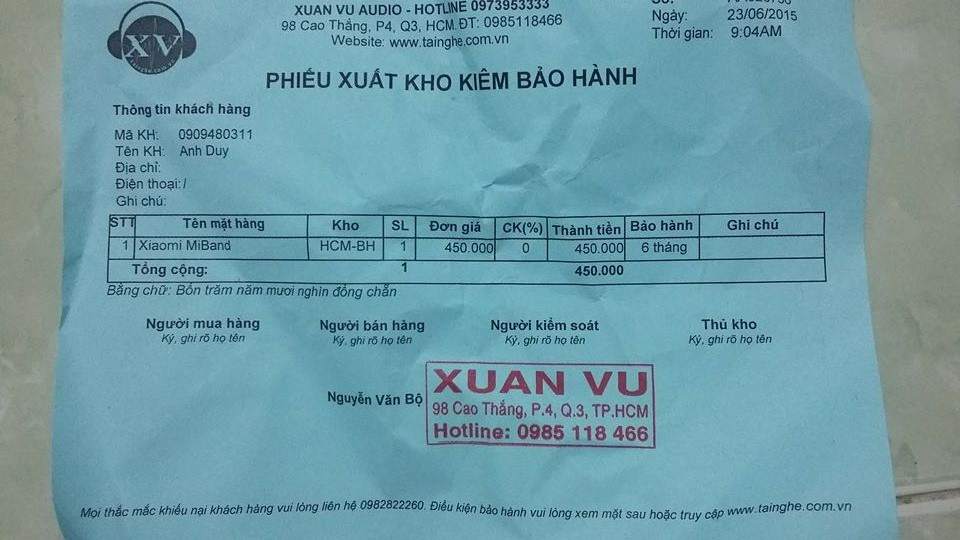 XUAN VU AUDIO - HOTLINE 0973953333
98 Cao Thắng, P4, Q3, HCM. ĐT: 0985118466
Website: www.tainghe.com.vn
Ngày: 23/06/2015
Thời gian: 9:04AM
XV
tainghe.com.vn
PHIẾU XUẤT KHO KIÊM BẢO HÀNH
Thông tin khách hàng
Mã KH: 0909480311
Tên KH: Anh Duy
Địa chỉ:
Điện thoại: /
Ghi chú:
STT Tên mặt hàng Kho SL Đơn giá CK(%) Thành tiền Bảo hành Ghi chú
1 Xiaomi MiBand HCM-BH 1 450.000 0 450.000 6 tháng
Tổng cộng: 1 450.000
Bằng chữ: Bốn trăm năm mươi nghìn đồng chẵn
Người mua hàng Người bán hàng Người kiểm soát Thủ kho
Ký, ghi rõ họ tên Ký, ghi rõ họ tên Ký, ghi rõ họ tên Ký, ghi rõ họ tên
Nguyễn Văn Bộ
XUAN VU
98 Cao Thắng, P.4, Q.3, TP.HCM
Hotline: 0985 118 466
Mọi thắc mắc khiếu nại khách hàng vui lòng liên hệ 0982822260. Điều kiện bảo hành vui lòng xem mặt sau hoặc truy cập www.tainghe.com.vn